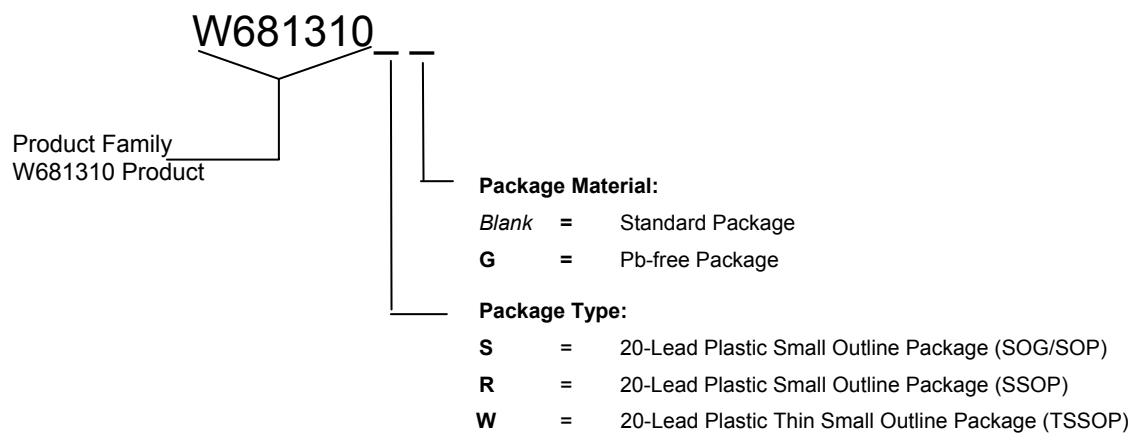 W681310_ _
Product Family
W681310 Product
Package Material:
Blank = Standard Package
G = Pb-free Package
Package Type:
S = 20-Lead Plastic Small Outline Package (SOG/SOP)
R = 20-Lead Plastic Small Outline Package (SSOP)
W = 20-Lead Plastic Thin Small Outline Package (TSSOP)